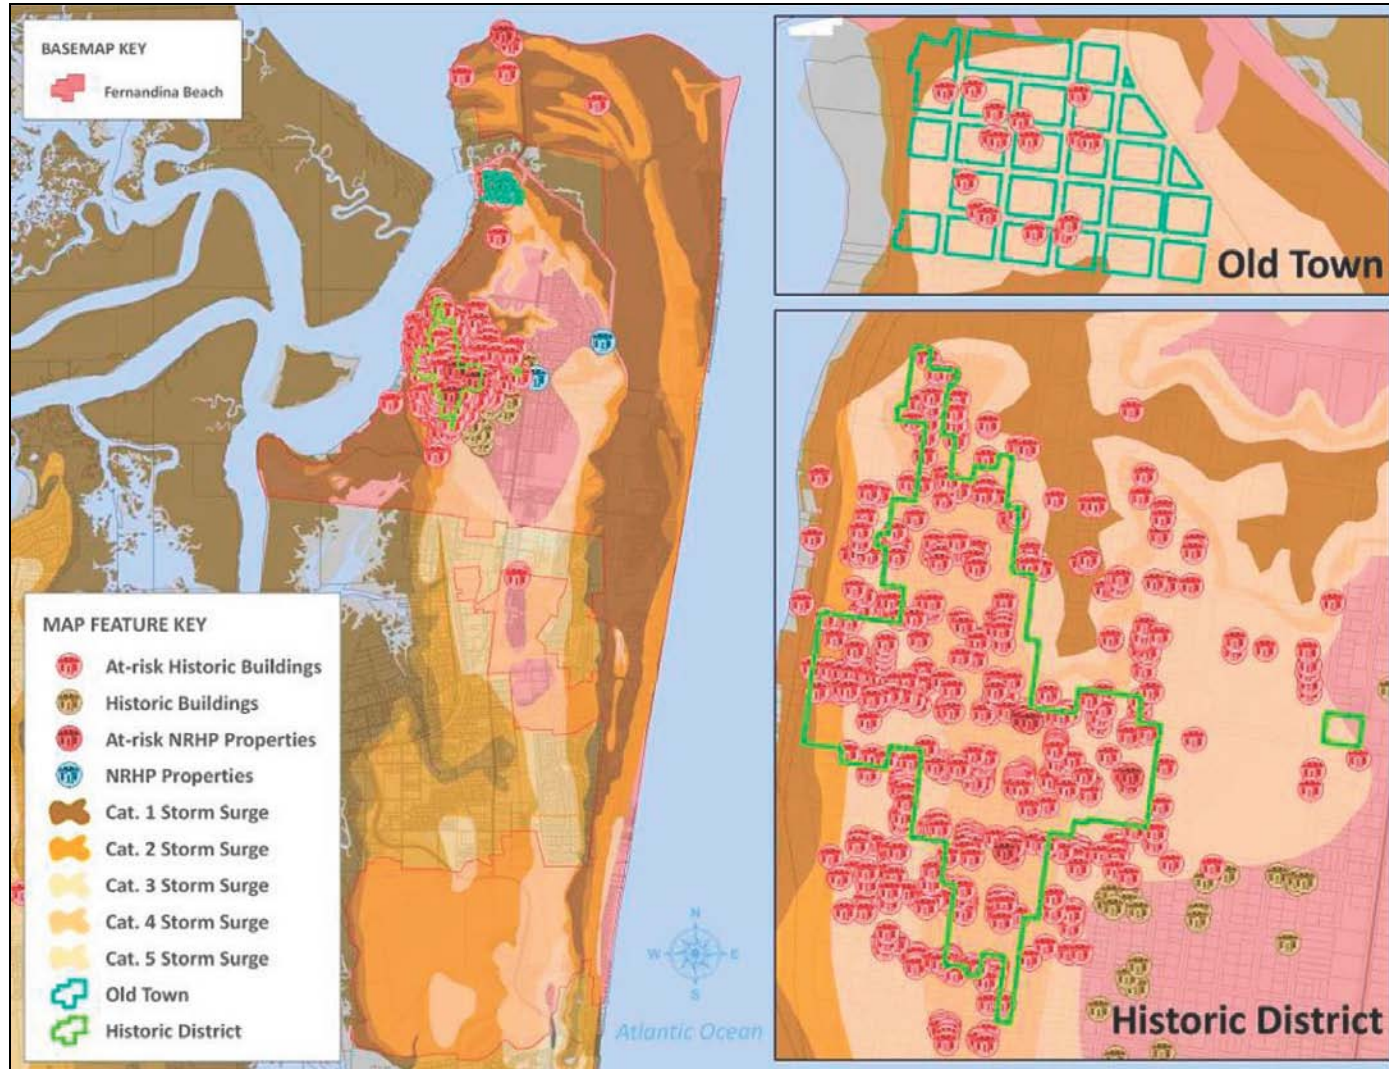 BASEMAP KEY
Fernandina Beach
Old Town
MAP FEATURE KEY
At-risk Historic Buildings
Historic Buildings
At-risk NRHP Properties
NRHP Properties
Cat. 1 Storm Surge
Cat. 2 Storm Surge
Cat. 3 Storm Surge
Cat. 4 Storm Surge
Cat. 5 Storm Surge
Old Town
Historic District
N
W E
S
Atlantic Ocean
Historic District